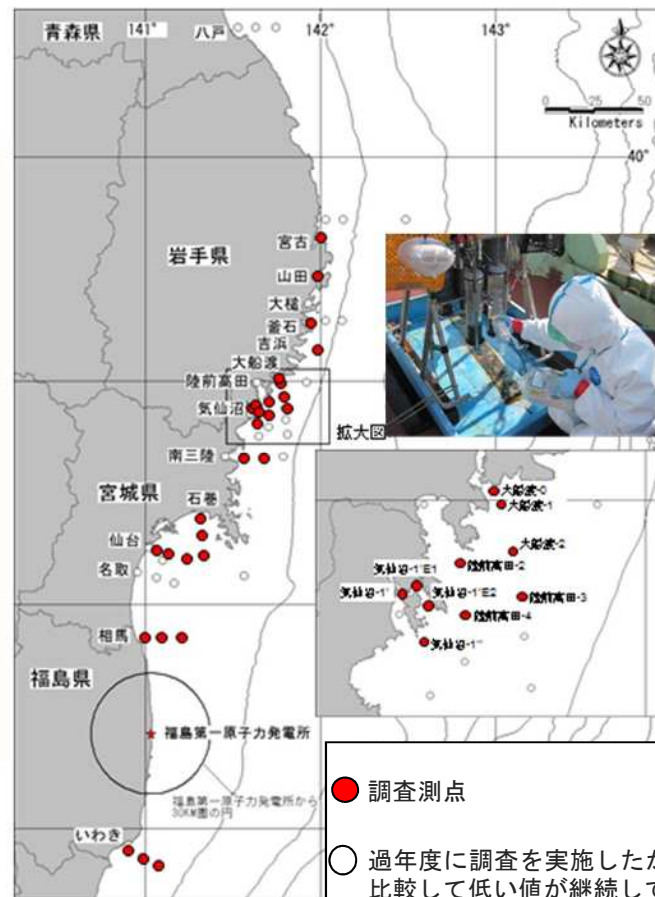 青森県
141°
八戸
142°
143°
0 25 50
Kilometers
40°
宮古
岩手県
山田
大槌
釜石
吉浜
大船渡
陸前高田
気仙沼
拡大図
南三陸
宮城県
石巻
仙台
名取
相馬
福島県
福島第一原子力発電所
福島第一原子力発電所から
30KM圏の円
いわき
大船渡-0
大船渡-1
大船渡-2
陸前高田-2
気仙沼-1'E1
気仙沼-1'
気仙沼-1'E2
陸前高田-3
陸前高田-4
気仙沼-1''
調査測点
過年度に調査を実施したが
比較して低い値が継続して